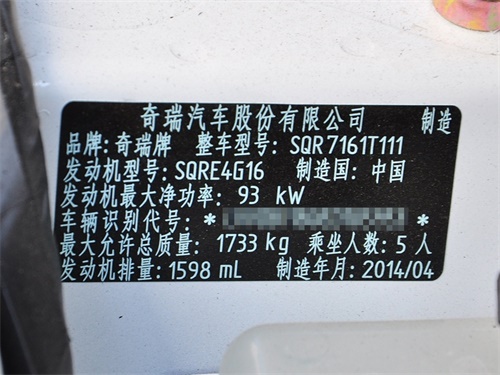 奇瑞汽车股份有限公司 制造
品牌: 奇瑞牌 整车型号: SQR7161T111
发动机型号: SQRE4G16 制造国: 中国
发动机最大净功率: 93 kW
车辆识别代号: * *
最大允许总质量: 1733 kg 乘坐人数: 5 人
发动机排量: 1598 mL 制造年月: 2014/04